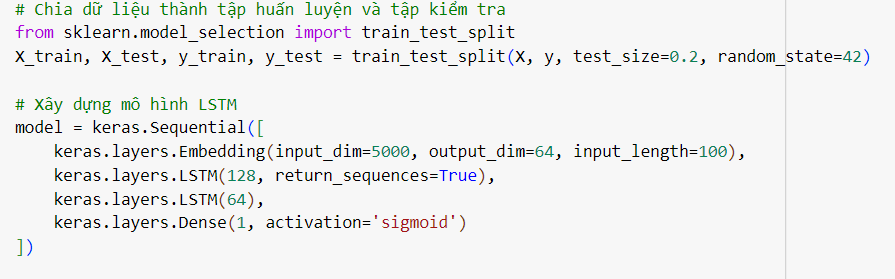 # Chia dữ liệu thành tập huấn luyện và tập kiểm tra
from sklearn.model_selection import train_test_split
X_train, X_test, y_train, y_test = train_test_split(X, y, test_size=0.2, random_state=42)
# Xây dựng mô hình LSTM
model = keras.Sequential([
    keras.layers.Embedding(input_dim=5000, output_dim=64, input_length=100),
    keras.layers.LSTM(128, return_sequences=True),
    keras.layers.LSTM(64),
    keras.layers.Dense(1, activation='sigmoid')
])